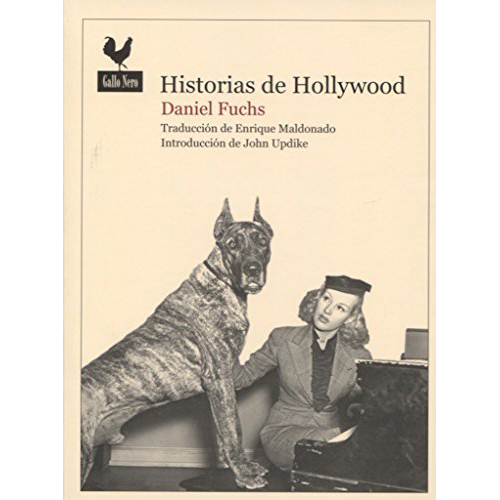 Gallo Nero
Historias de Hollywood
Daniel Fuchs
Traducción de Enrique Maldonado
Introducción de John Updike